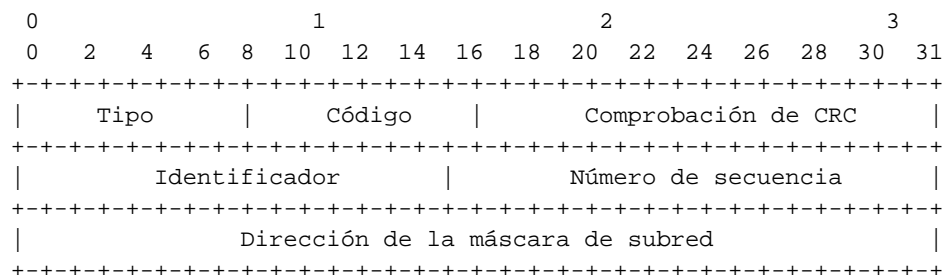 0 1 2 3
0 2 4 6 8 10 12 14 16 18 20 22 24 26 28 30 31
+-+-+-+-+-+-+-+-+-+-+-+-+-+-+-+-+-+-+-+-+-+-+-+-+-+-+-+-+-+-+-+-+
| Tipo | Código | Comprobación de CRC |
+-+-+-+-+-+-+-+-+-+-+-+-+-+-+-+-+-+-+-+-+-+-+-+-+-+-+-+-+-+-+-+-+
| Identificador | Número de secuencia |
+-+-+-+-+-+-+-+-+-+-+-+-+-+-+-+-+-+-+-+-+-+-+-+-+-+-+-+-+-+-+-+-+
| Dirección de la máscara de subred |
+-+-+-+-+-+-+-+-+-+-+-+-+-+-+-+-+-+-+-+-+-+-+-+-+-+-+-+-+-+-+-+-+